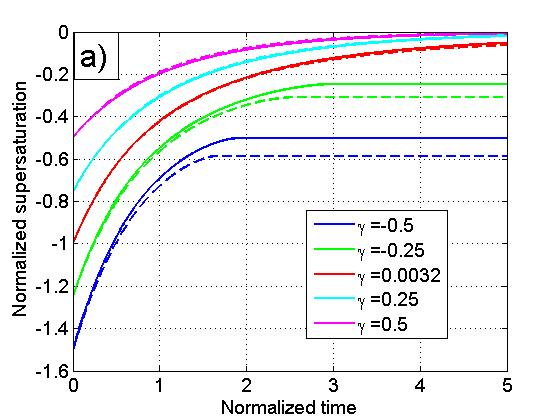 a)
Normalized supersaturation
0
-0.2
-0.4
-0.6
-0.8
-1
-1.2
-1.4
-1.6
γ =-0.5
γ =-0.25
γ =0.0032
γ =0.25
γ =0.5
0 1 2 3 4 5
Normalized time